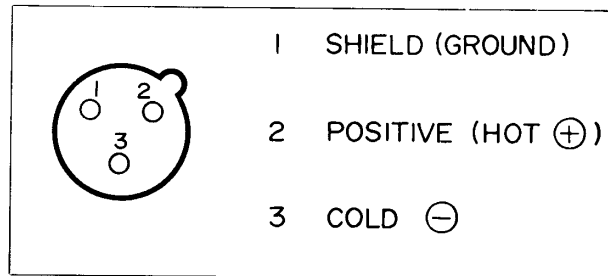 1 SHIELD (GROUND)
1 2
2 POSITIVE (HOT ⊕)
3
3 COLD ⊖